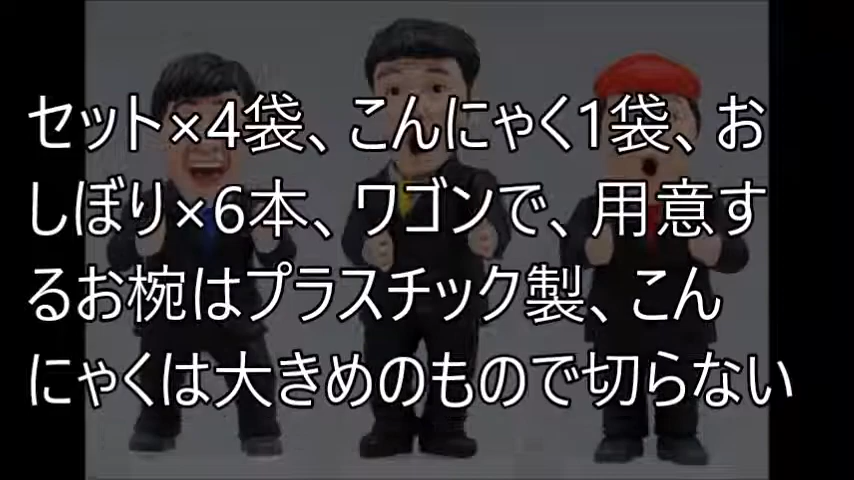 セット×4袋、こんにゃく1袋、お
しぼり×6本、ワゴンで、用意す
るお椀はプラスチック製、こん
にゃくは大きめのもので切らない